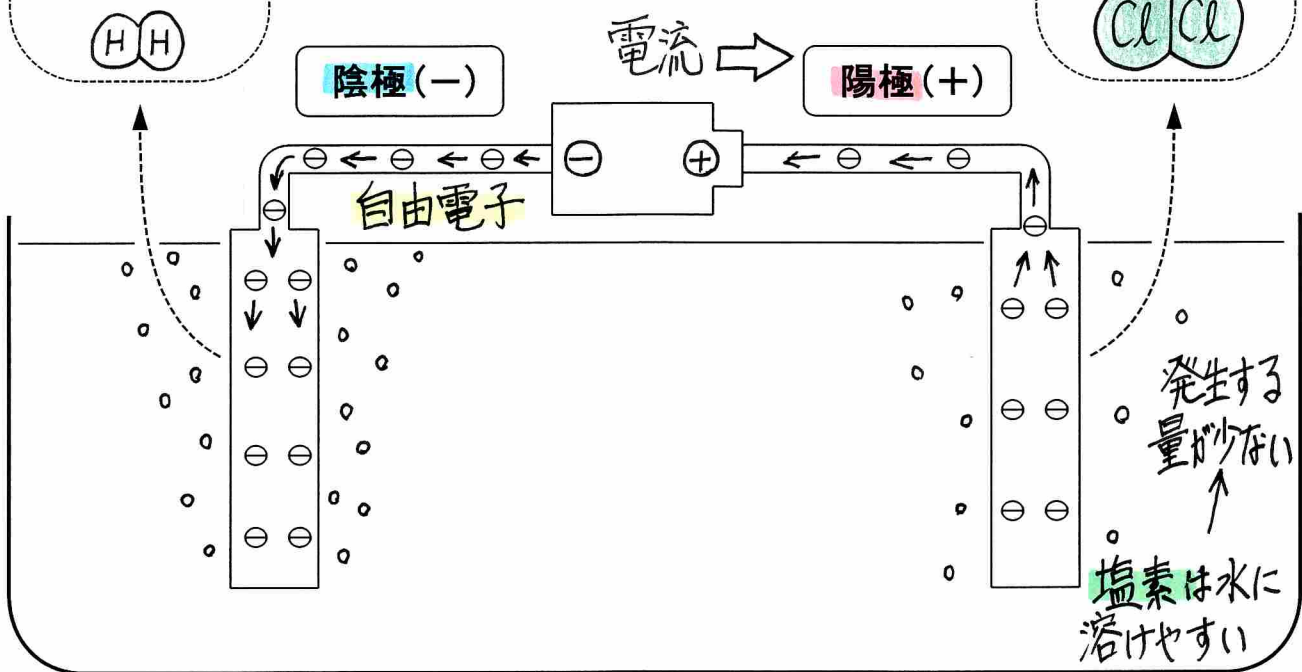 HH
Cl Cl
電流
陰極(−)
陽極(+)
− +
自由電子
発生する
量が少ない
塩素は水に
溶けやすい